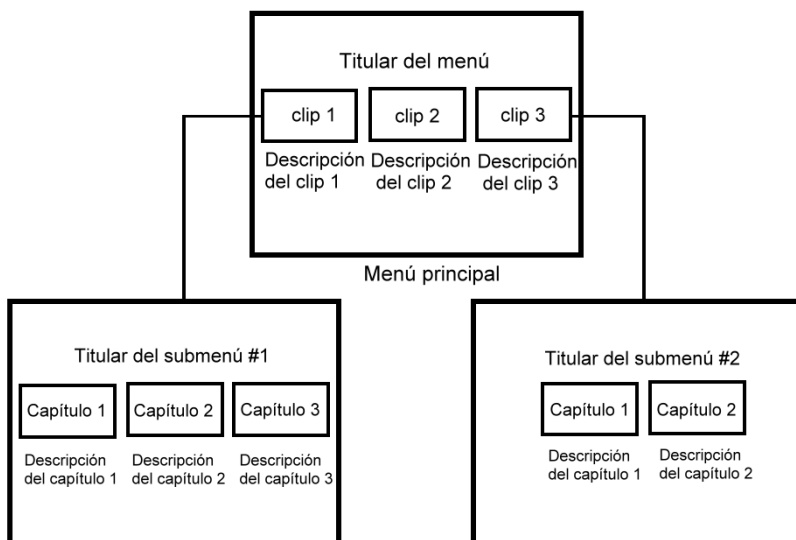 Titular del menú
clip 1
clip 2
clip 3
Descripción
del clip 1
Descripción
del clip 2
Descripción
del clip 3
Menú principal
Titular del submenú #1
Capítulo 1
Capítulo 2
Capítulo 3
Descripción
del capítulo 1
Descripción
del capítulo 2
Descripción
del capítulo 3
Titular del submenú #2
Capítulo 1
Capítulo 2
Descripción
del capítulo 1
Descripción
del capítulo 2